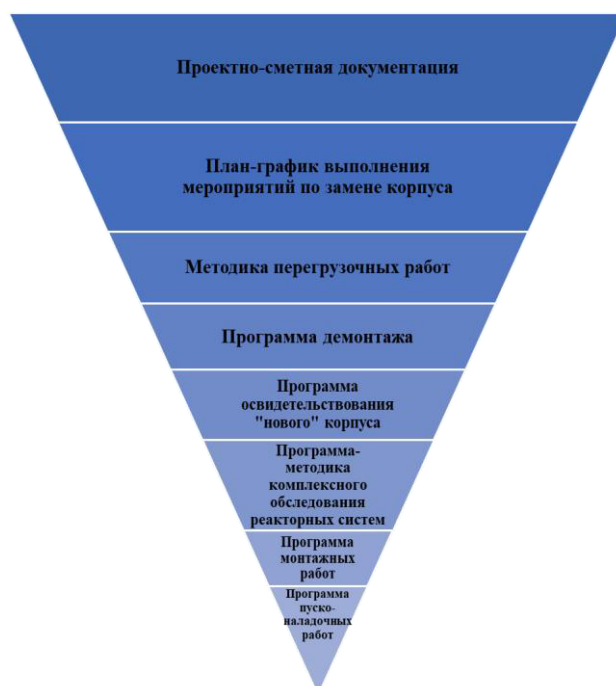 Проектно-сметная документация
План-график выполнения
мероприятий по замене корпуса
Методика перегрузочных работ
Программа демонтажа
Программа
освидетельствования
"нового" корпуса
Программа-
методика
комплексного
обследования
реакторных систем
Программа
монтажных
работ
Программа
пуско-
наладочных
работ